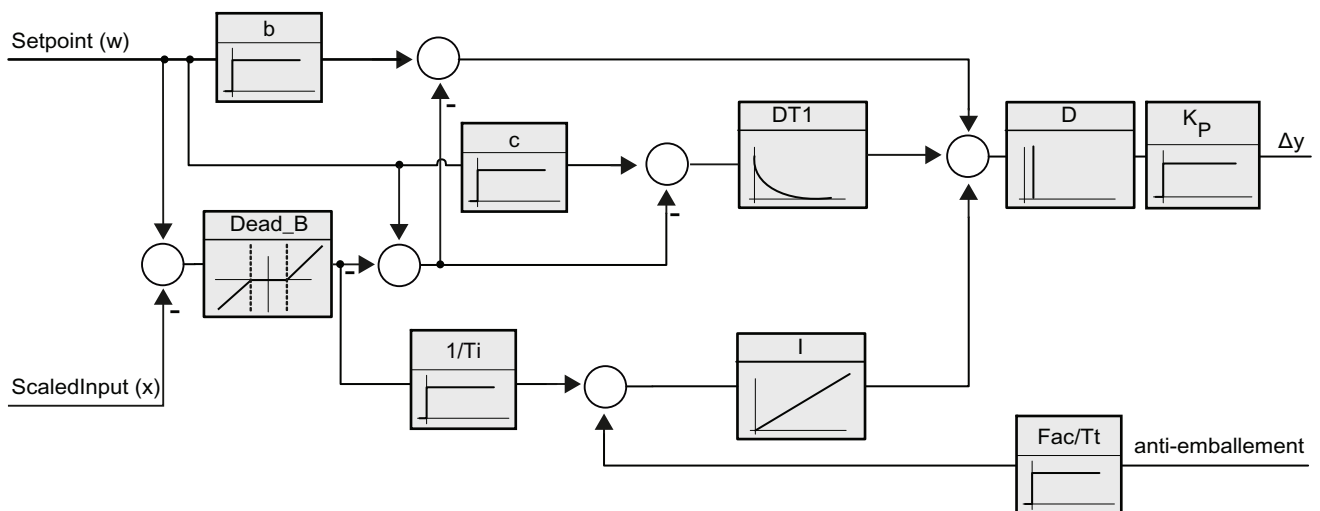 Setpoint (w)
b
-
c
DT1
D
K_P
Δy
-
Dead_B
-
-
ScaledInput (x)
1/Ti
I
Fac/Tt
anti-emballement